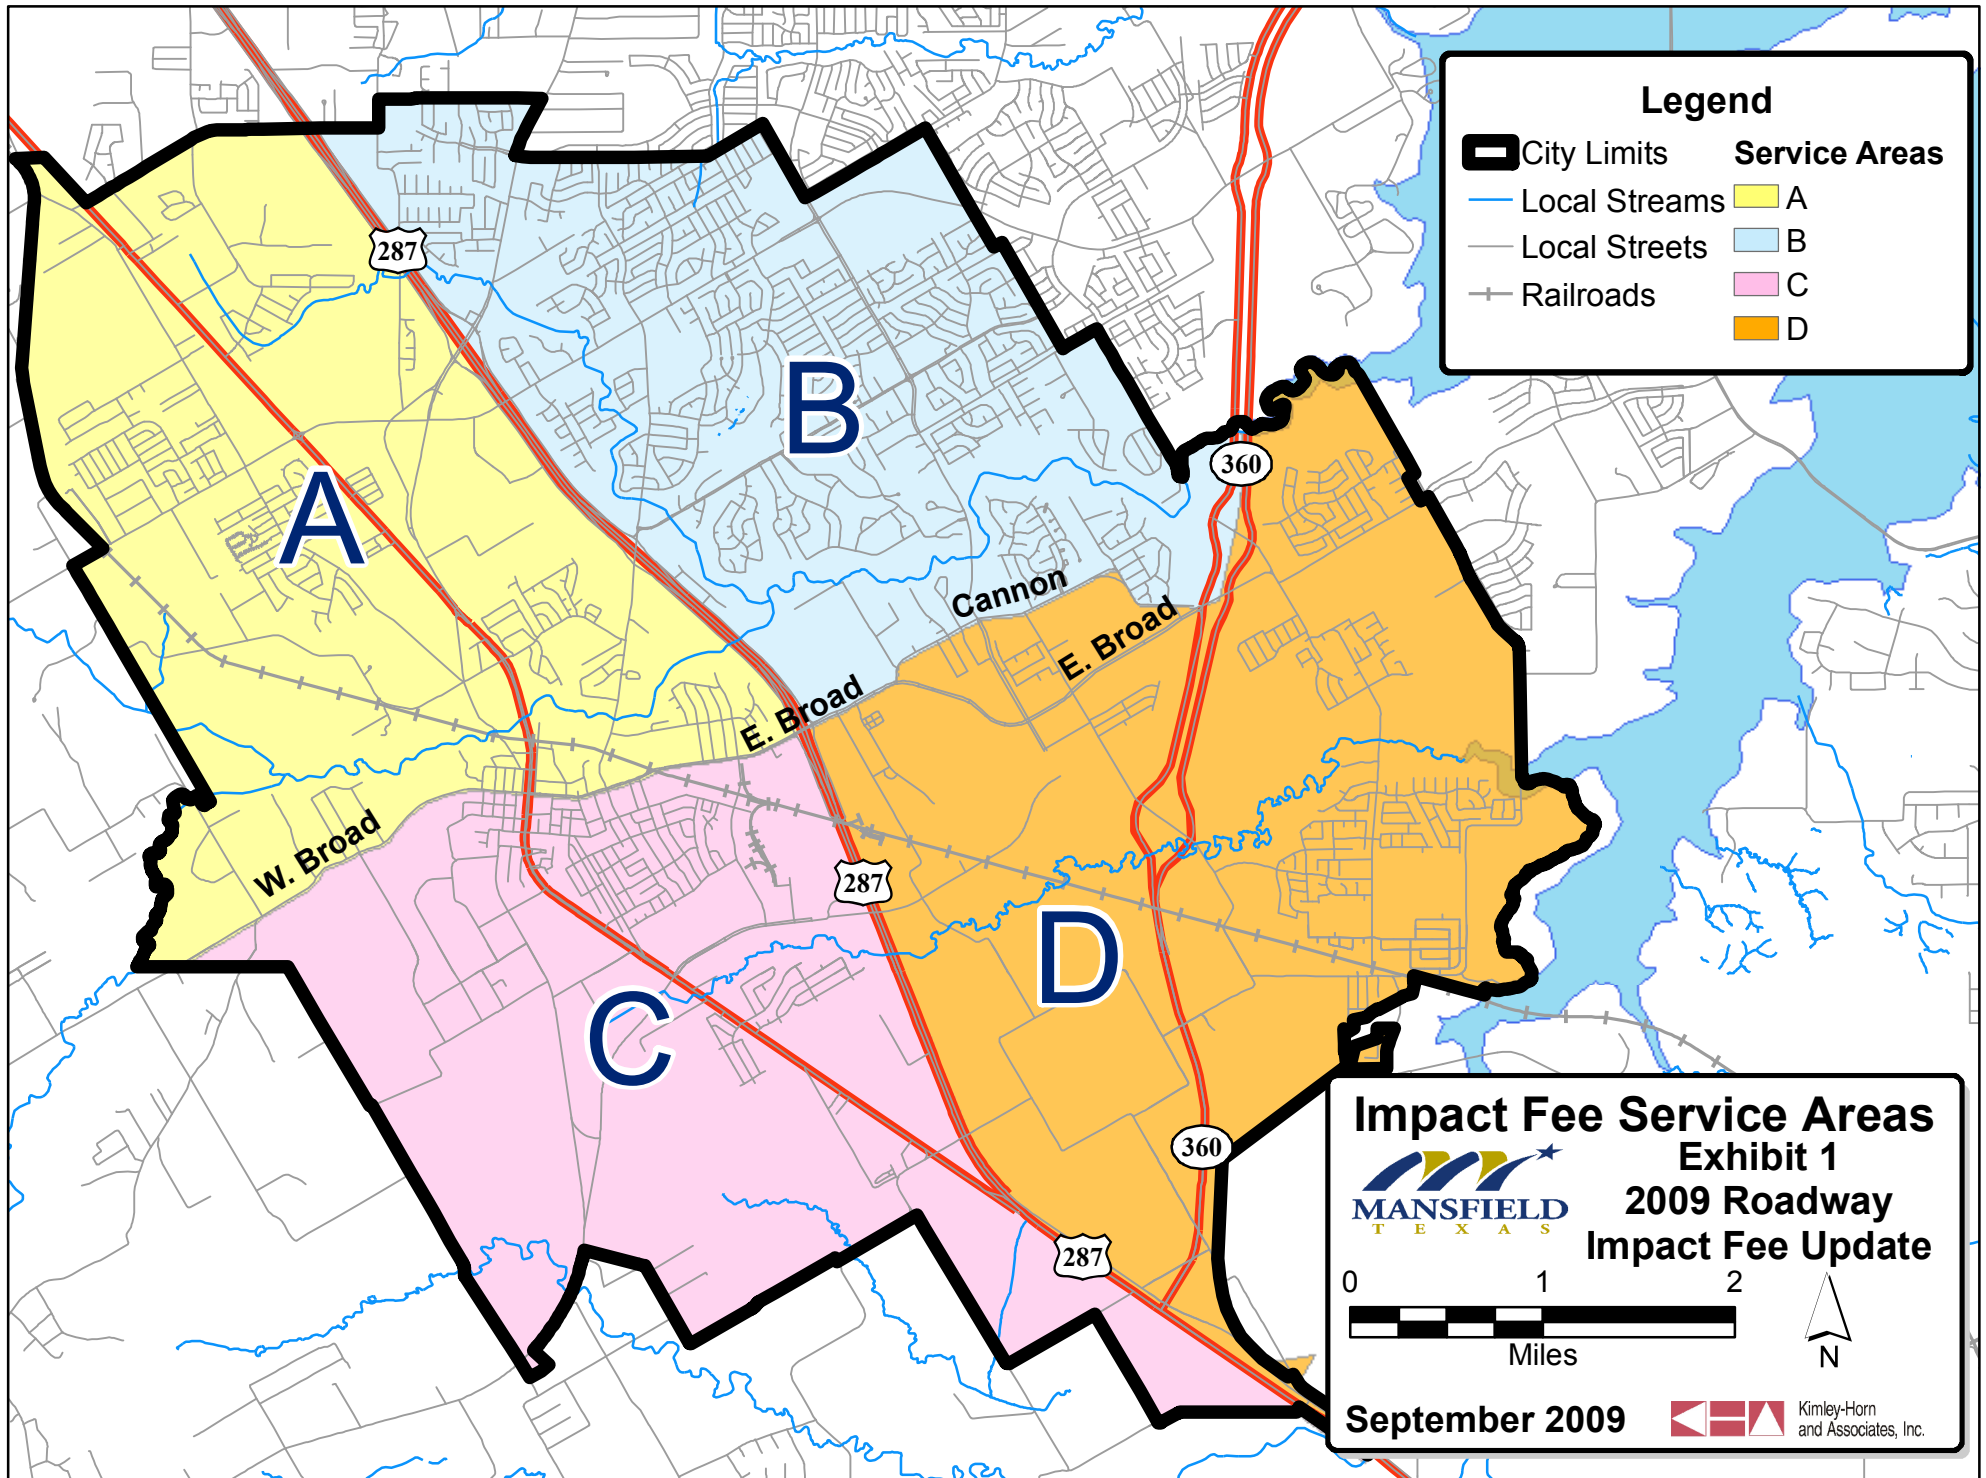 Legend
City Limits
Service Areas
Local Streams
A
Local Streets
B
Railroads
C
D
287
B
360
A
Cannon
E. Broad
E. Broad
W. Broad
287
D
C
360
287
Impact Fee Service Areas
Exhibit 1
2009 Roadway
Impact Fee Update
MANSFIELD
TEXAS
0 1 2
Miles
N
September 2009
Kimley-Horn
and Associates, Inc.